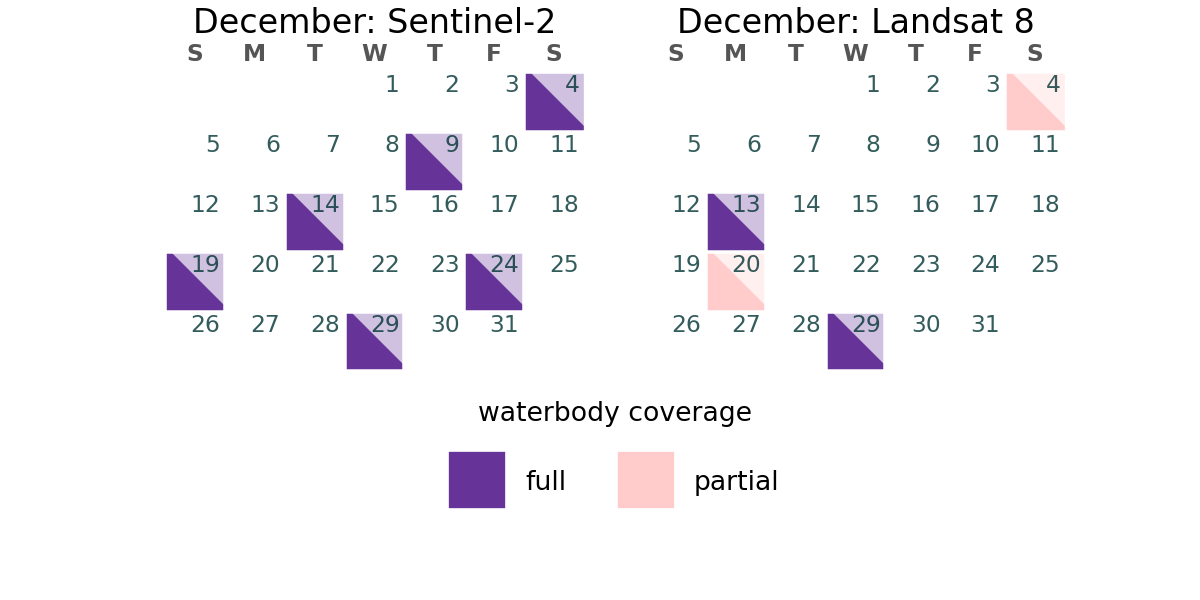 December: Sentinel-2
S M T W T F S
1 2 3 4
5 6 7 8 9 10 11
12 13 14 15 16 17 18
19 20 21 22 23 24 25
26 27 28 29 30 31
December: Landsat 8
S M T W T F S
1 2 3 4
5 6 7 8 9 10 11
12 13 14 15 16 17 18
19 20 21 22 23 24 25
26 27 28 29 30 31
waterbody coverage
full partial